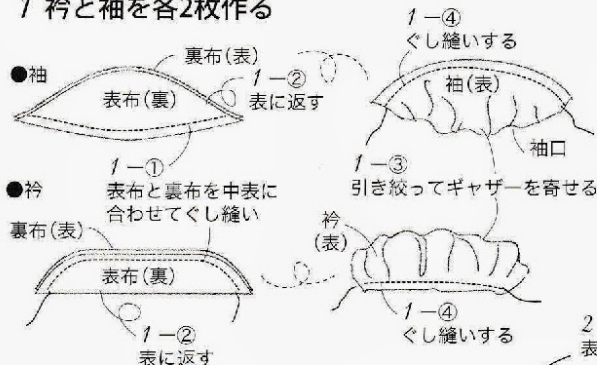 1 衿と袖を各2枚作る
●袖
裏布(表)
表布(裏)
1-②
表に返す
1-①
表布と裏布を中表に
合わせてぐし縫い
1-④
ぐし縫いする
袖(表)
袖口
1-③
引き絞ってギャザーを寄せる
●衿
裏布(表)
表布(裏)
1-②
表に返す
衿
(表)
1-④
ぐし縫いする
2
表